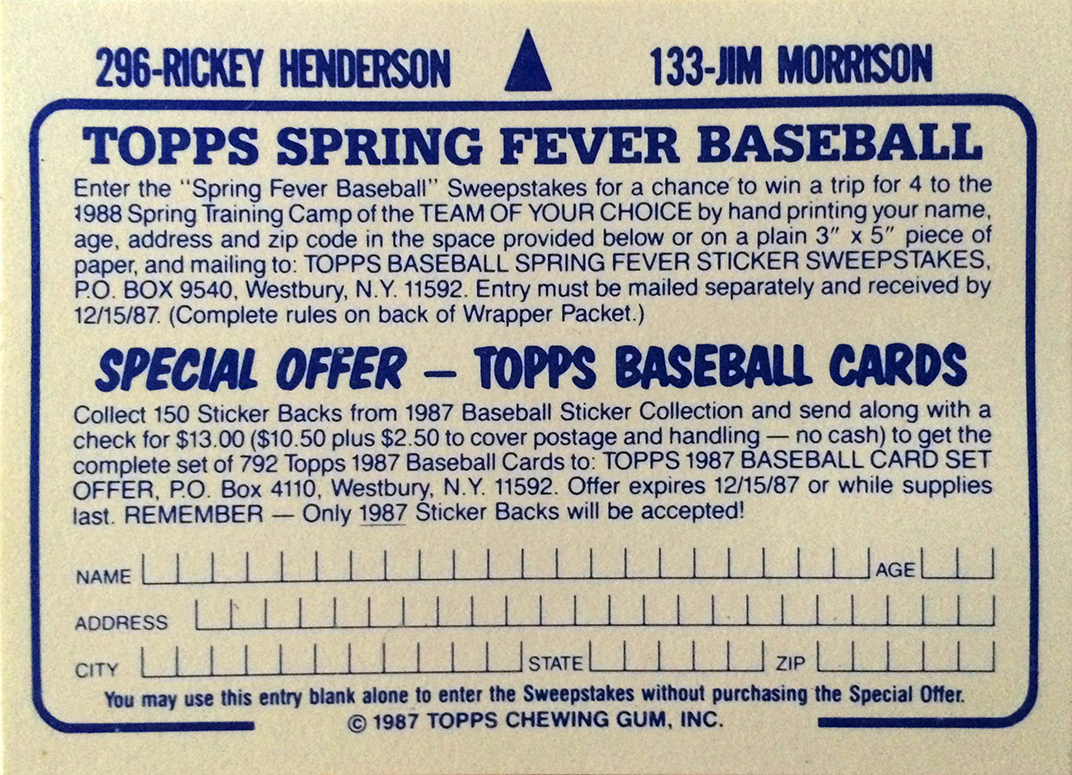 296-RICKEY HENDERSON 133-JIM MORRISON
TOPPS SPRING FEVER BASEBALL
Enter the "Spring Fever Baseball" Sweepstakes for a chance to win a trip for 4 to the
1988 Spring Training Camp of the TEAM OF YOUR CHOICE by hand printing your name,
age, address and zip code in the space provided below or on a plain 3" x 5" piece of
paper, and mailing to: TOPPS BASEBALL SPRING FEVER STICKER SWEEPSTAKES,
P.O. BOX 9540, Westbury, N.Y. 11592. Entry must be mailed separately and received by
12/15/87. (Complete rules on back of Wrapper Packet.)
SPECIAL OFFER — TOPPS BASEBALL CARDS
Collect 150 Sticker Backs from 1987 Baseball Sticker Collection and send along with a
check for $13.00 ($10.50 plus $2.50 to cover postage and handling — no cash) to get the
complete set of 792 Topps 1987 Baseball Cards to: TOPPS 1987 BASEBALL CARD SET
OFFER, P.O. Box 4110, Westbury, N.Y. 11592. Offer expires 12/15/87 or while supplies
last. REMEMBER — Only 1987 Sticker Backs will be accepted!
NAME AGE
ADDRESS
CITY STATE ZIP
You may use this entry blank alone to enter the Sweepstakes without purchasing the Special Offer.
© 1987 TOPPS CHEWING GUM, INC.